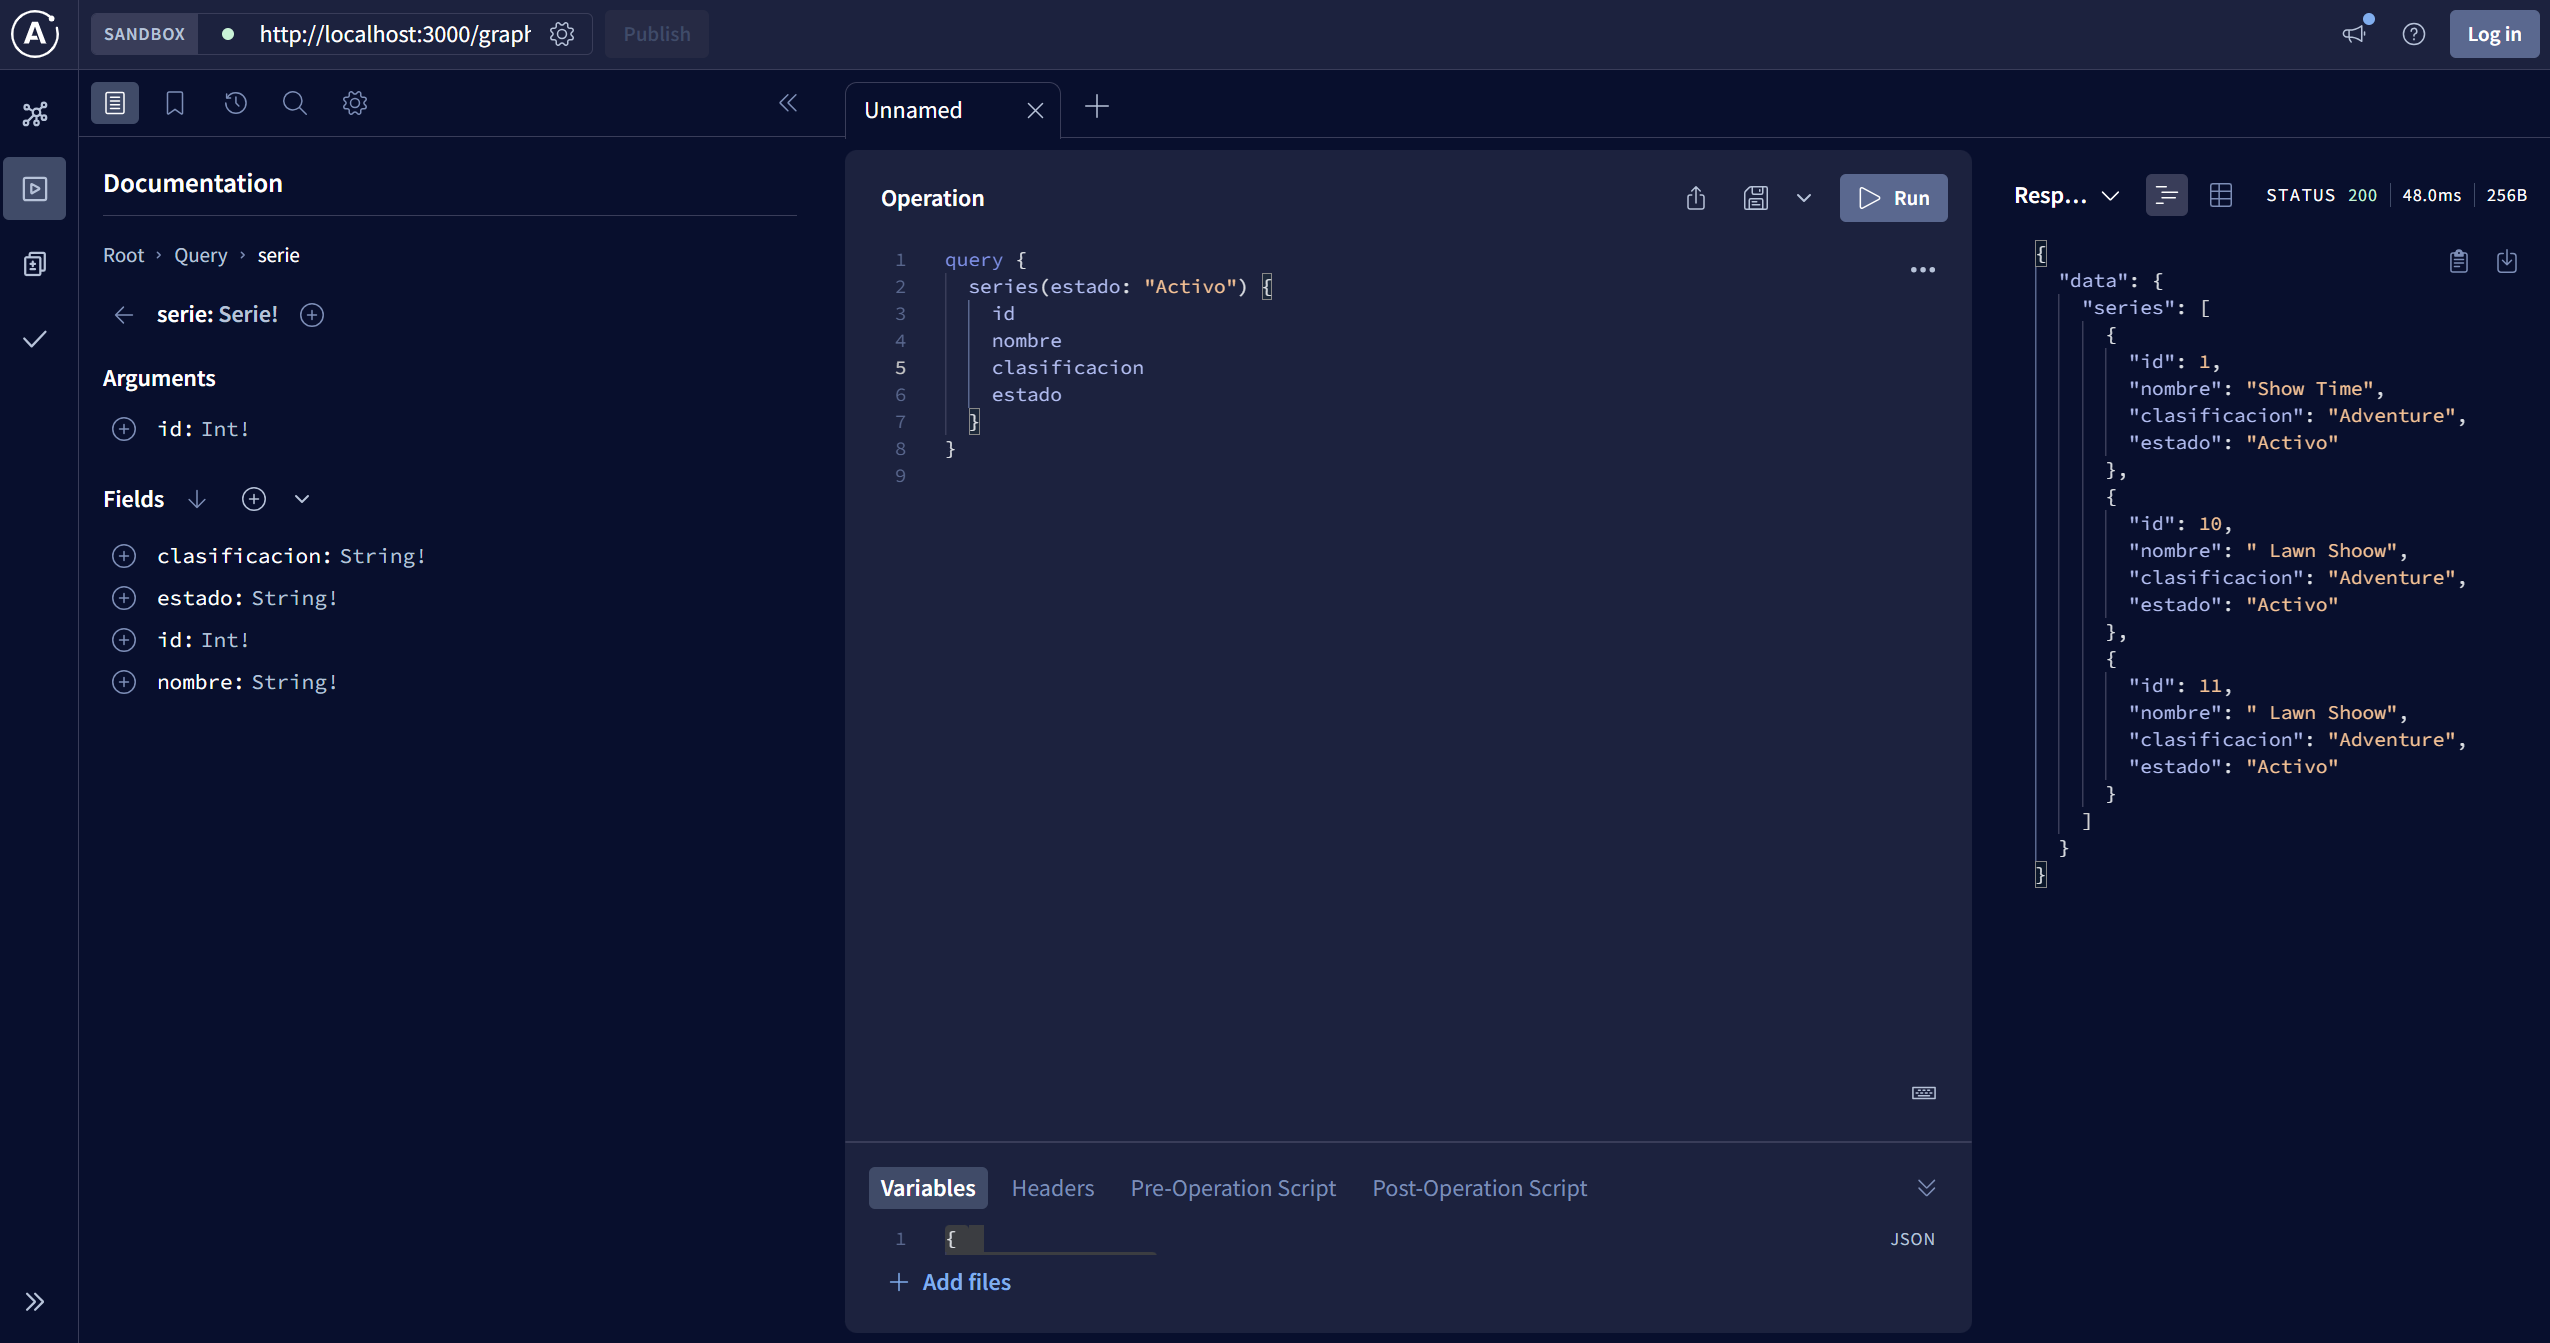 SANDBOX
http://localhost:3000/graph
Publish
Log in
Unnamed
Documentation
Root › Query › serie
serie: Serie!
Arguments
id: Int!
Fields
clasificacion: String!
estado: String!
id: Int!
nombre: String!
Operation
Run
1 query {
2 series(estado: "Activo") {
3 id
4 nombre
5 clasificacion
6 estado
7 }
8 }
9
Variables
Headers
Pre-Operation Script
Post-Operation Script
1 {
JSON
Add files
Resp...
STATUS 200
48.0ms
256B
{
"data": {
"series": [
{
"id": 1,
"nombre": "Show Time",
"clasificacion": "Adventure",
"estado": "Activo"
},
{
"id": 10,
"nombre": " Lawn Shoow",
"clasificacion": "Adventure",
"estado": "Activo"
},
{
"id": 11,
"nombre": " Lawn Shoow",
"clasificacion": "Adventure",
"estado": "Activo"
}
]
}
}